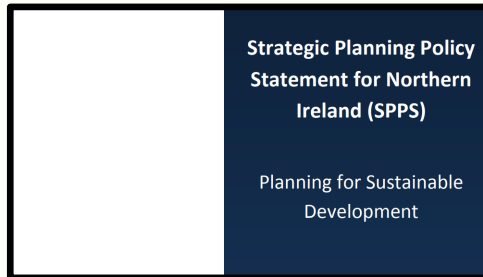 Strategic Planning Policy
Statement for Northern
Ireland (SPPS)
Planning for Sustainable
Development